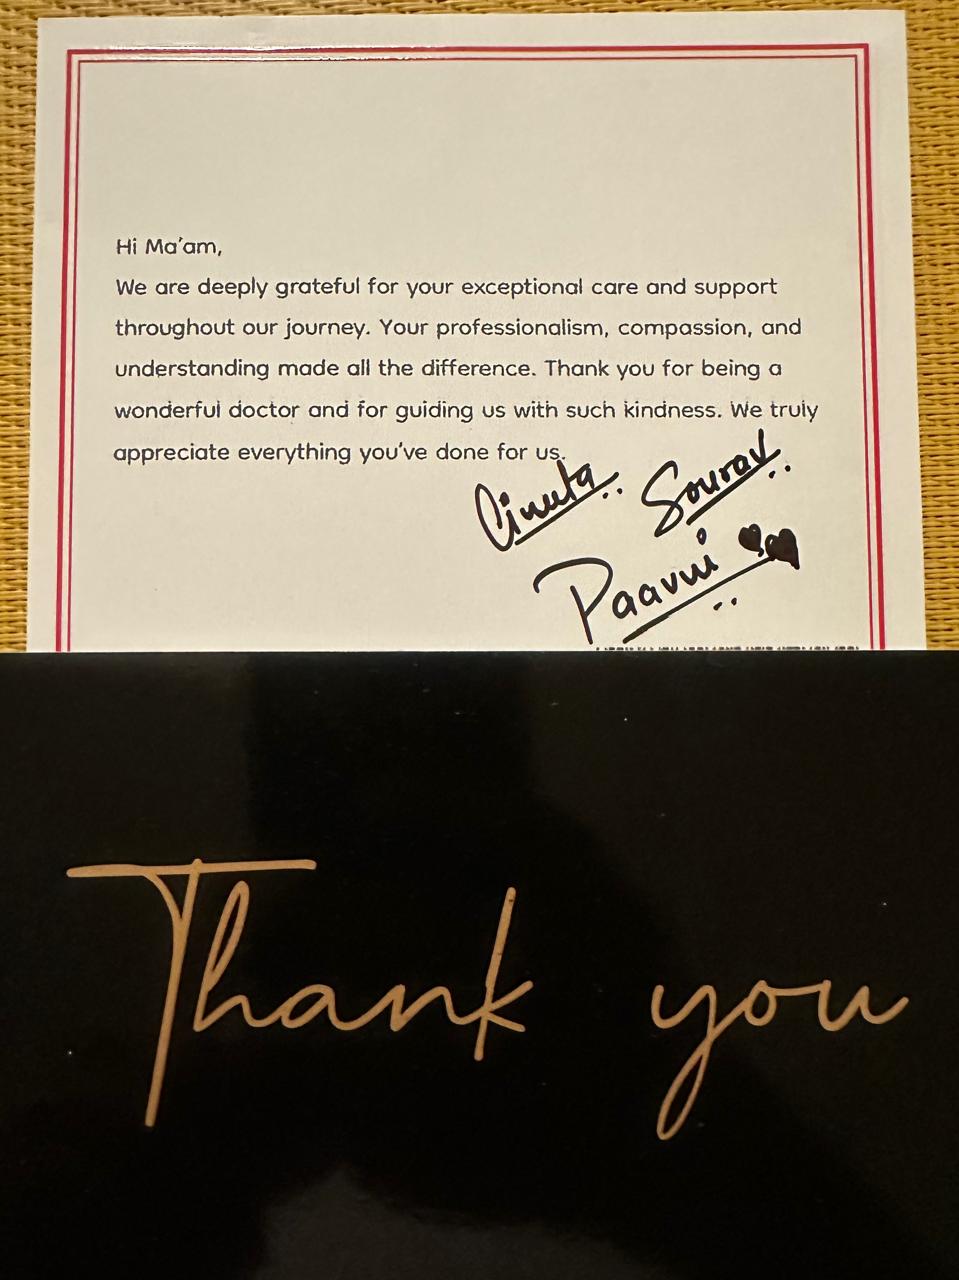 Hi Ma'am,
We are deeply grateful for your exceptional care and support
throughout our journey. Your professionalism, compassion, and
understanding made all the difference. Thank you for being a
wonderful doctor and for guiding us with such kindness. We truly
appreciate everything you've done for us.
Sourav
Paavni
Thank you